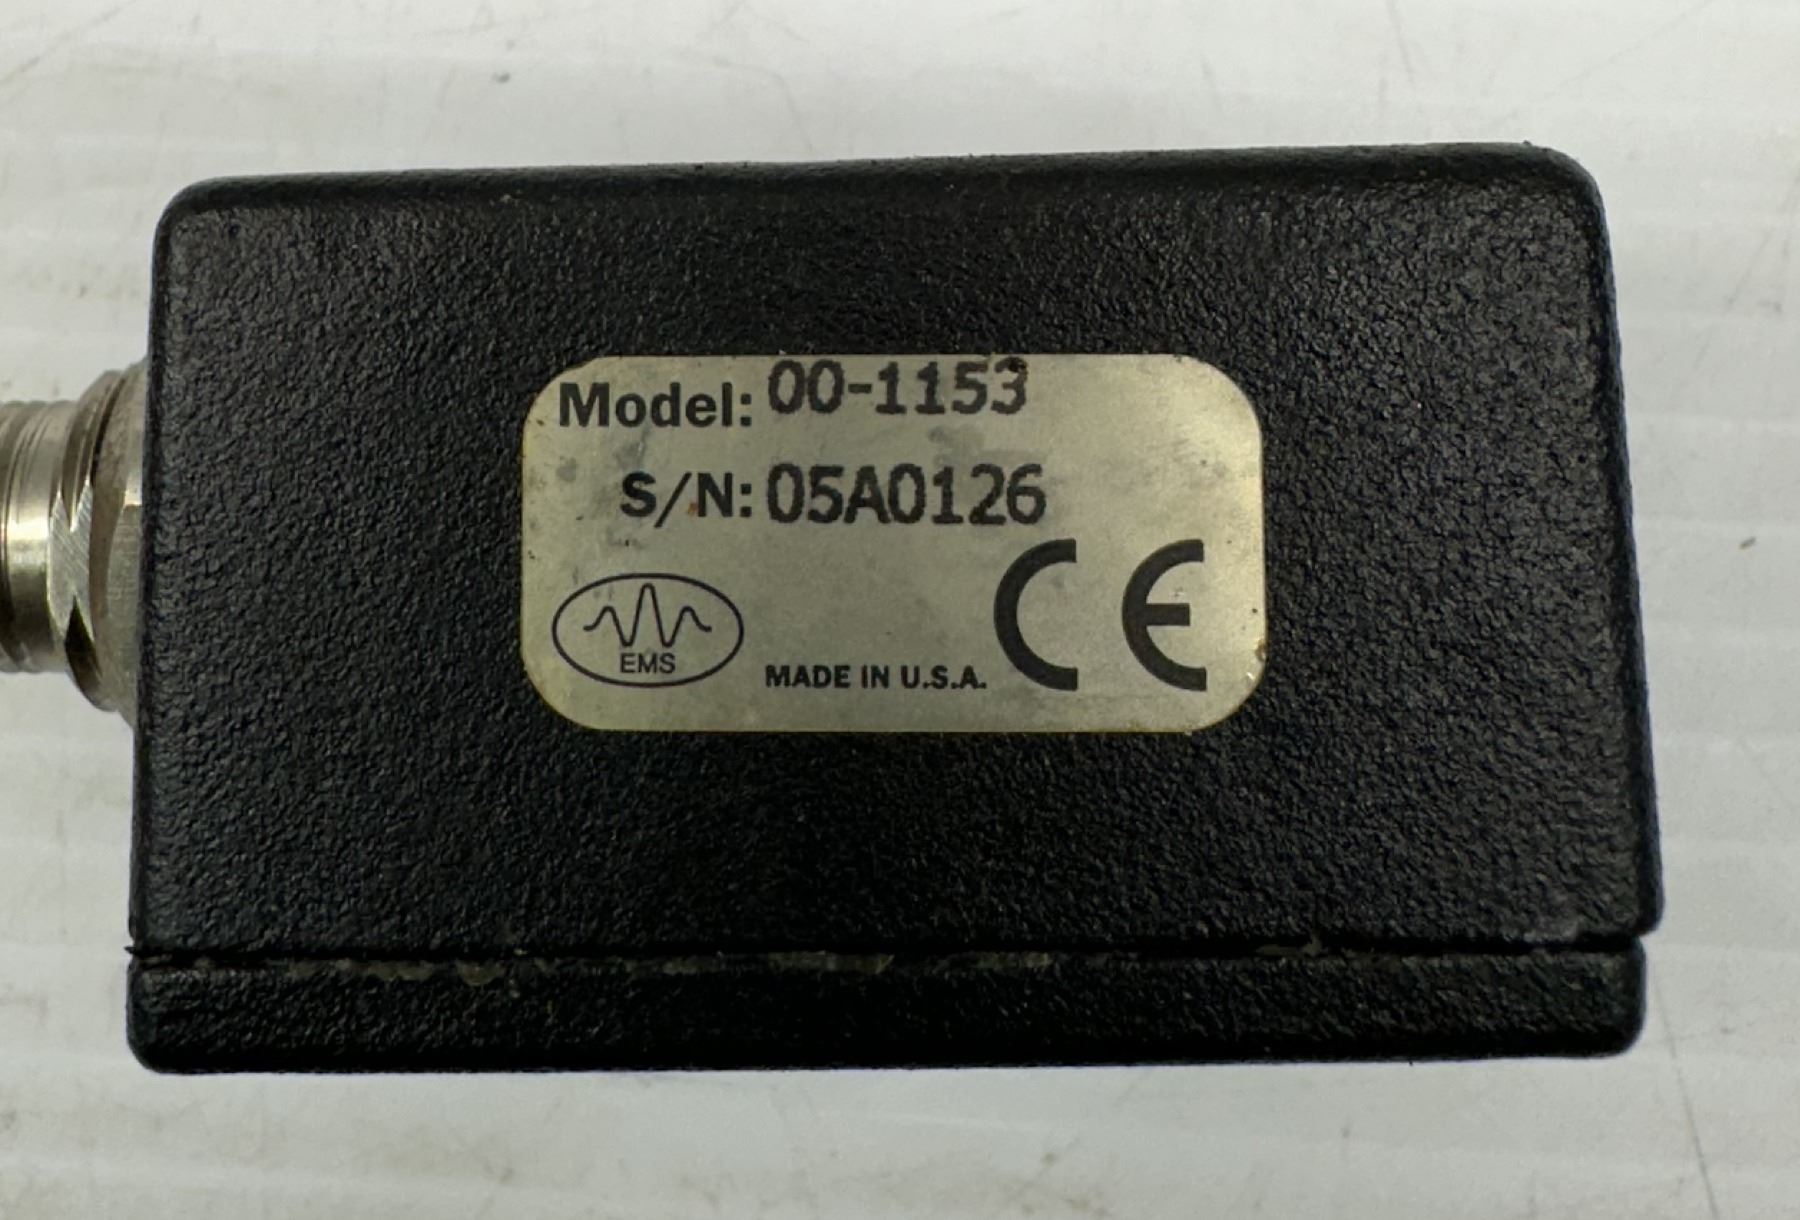 Model: 00-1153
S/N: 05A0126
EMS
MADE IN U.S.A.
CE